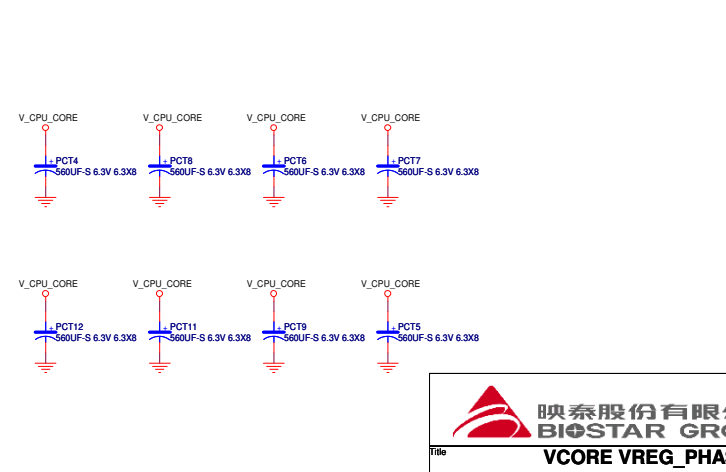 V_CPU_CORE V_CPU_CORE V_CPU_CORE V_CPU_CORE
+ PCT4 + PCT8 + PCT6 + PCT7
560UF-S 6.3V 6.3X8 560UF-S 6.3V 6.3X8 560UF-S 6.3V 6.3X8 560UF-S 6.3V 6.3X8
V_CPU_CORE V_CPU_CORE V_CPU_CORE V_CPU_CORE
+ PCT12 + PCT11 + PCT9 + PCT5
560UF-S 6.3V 6.3X8 560UF-S 6.3V 6.3X8 560UF-S 6.3V 6.3X8 560UF-S 6.3V 6.3X8
映泰股份有限
BIOSTAR GRO
Title
VCORE VREG_PHA